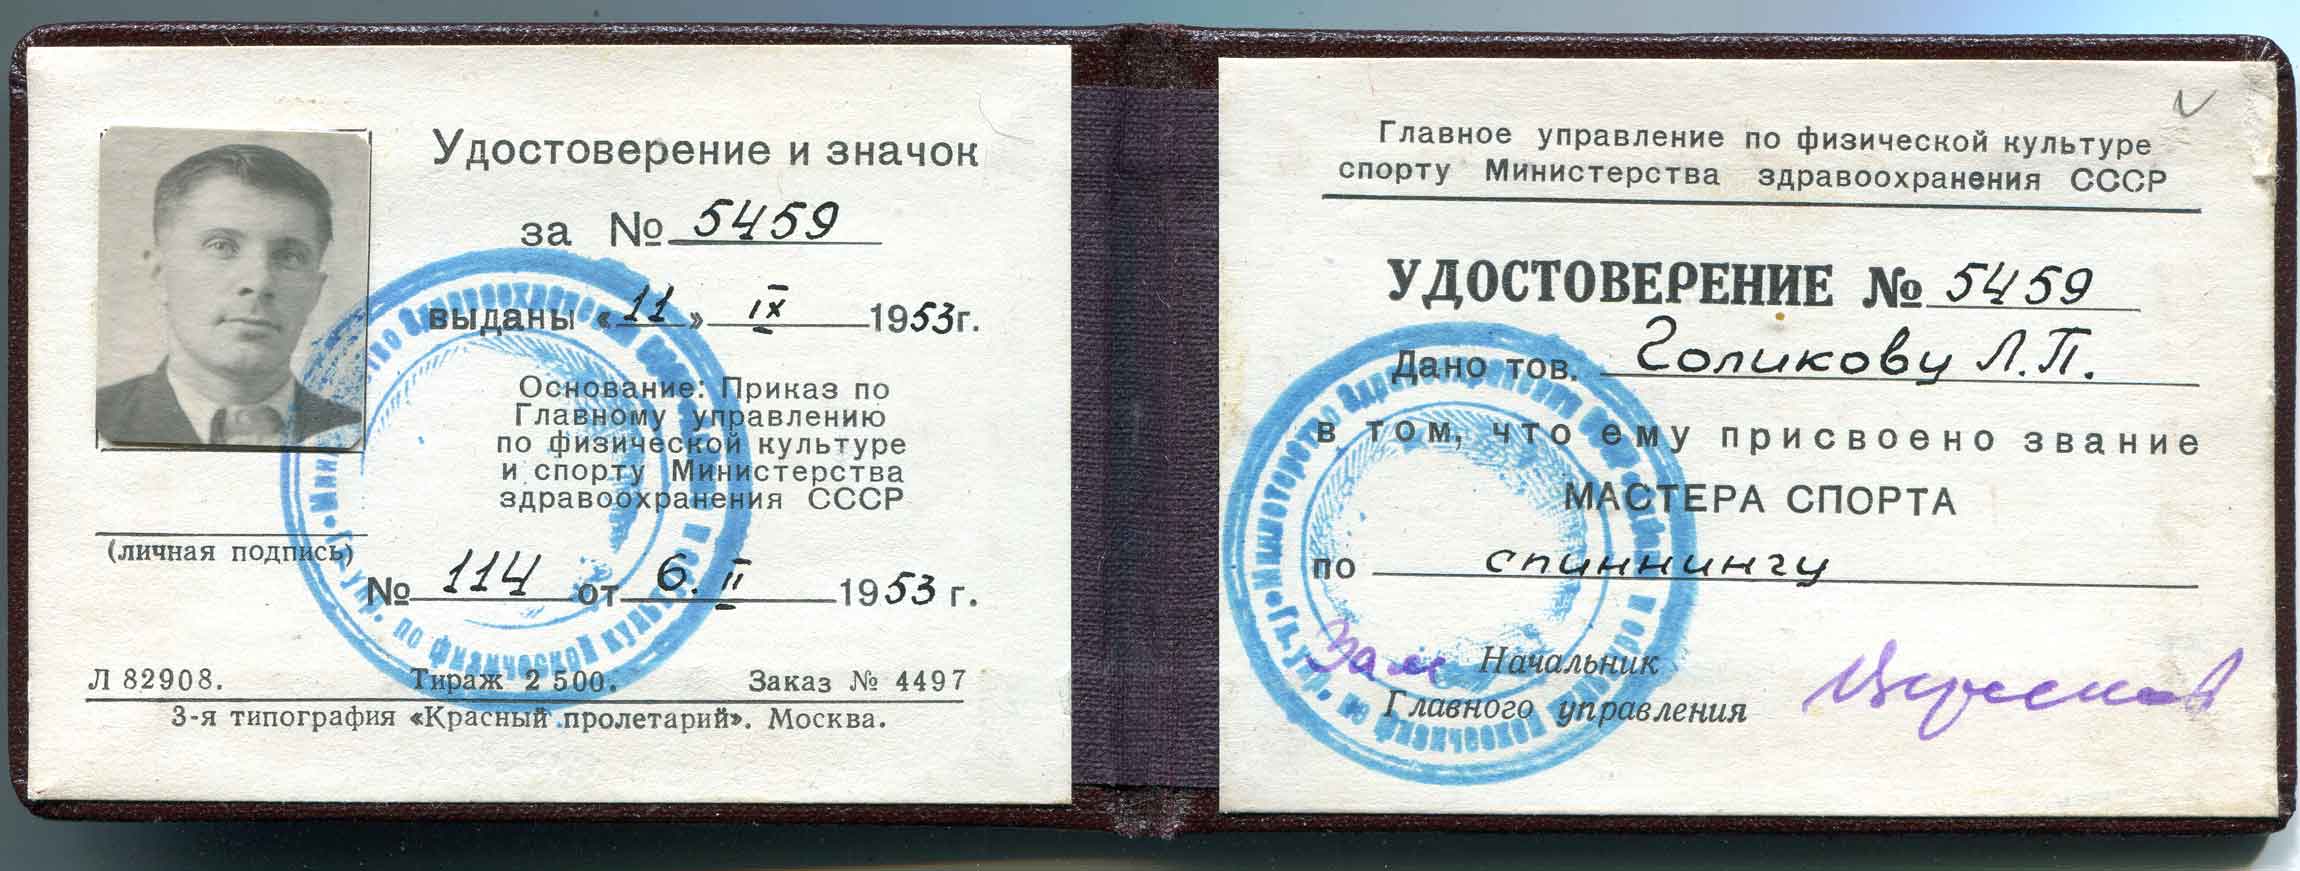 Удостоверение и значок
за № 5459
выданы «11» IX 1953г.
Основание: Приказ по
Главному управлению
по физической культуре
и спорту Министерства
здравоохранения СССР
(личная подпись)
№ 114 от 6. II 1953 г.
Л 82908. Тираж 2 500. Заказ № 4497
3-я типография «Красный пролетарий». Москва.
Главное управление по физической культуре
спорту Министерства здравоохранения СССР
УДОСТОВЕРЕНИЕ № 5459
Дано тов. Голикову Л.П.
в том, что ему присвоено звание
МАСТЕРА СПОРТА
по спиннингу
Зам Начальник
Главного управления